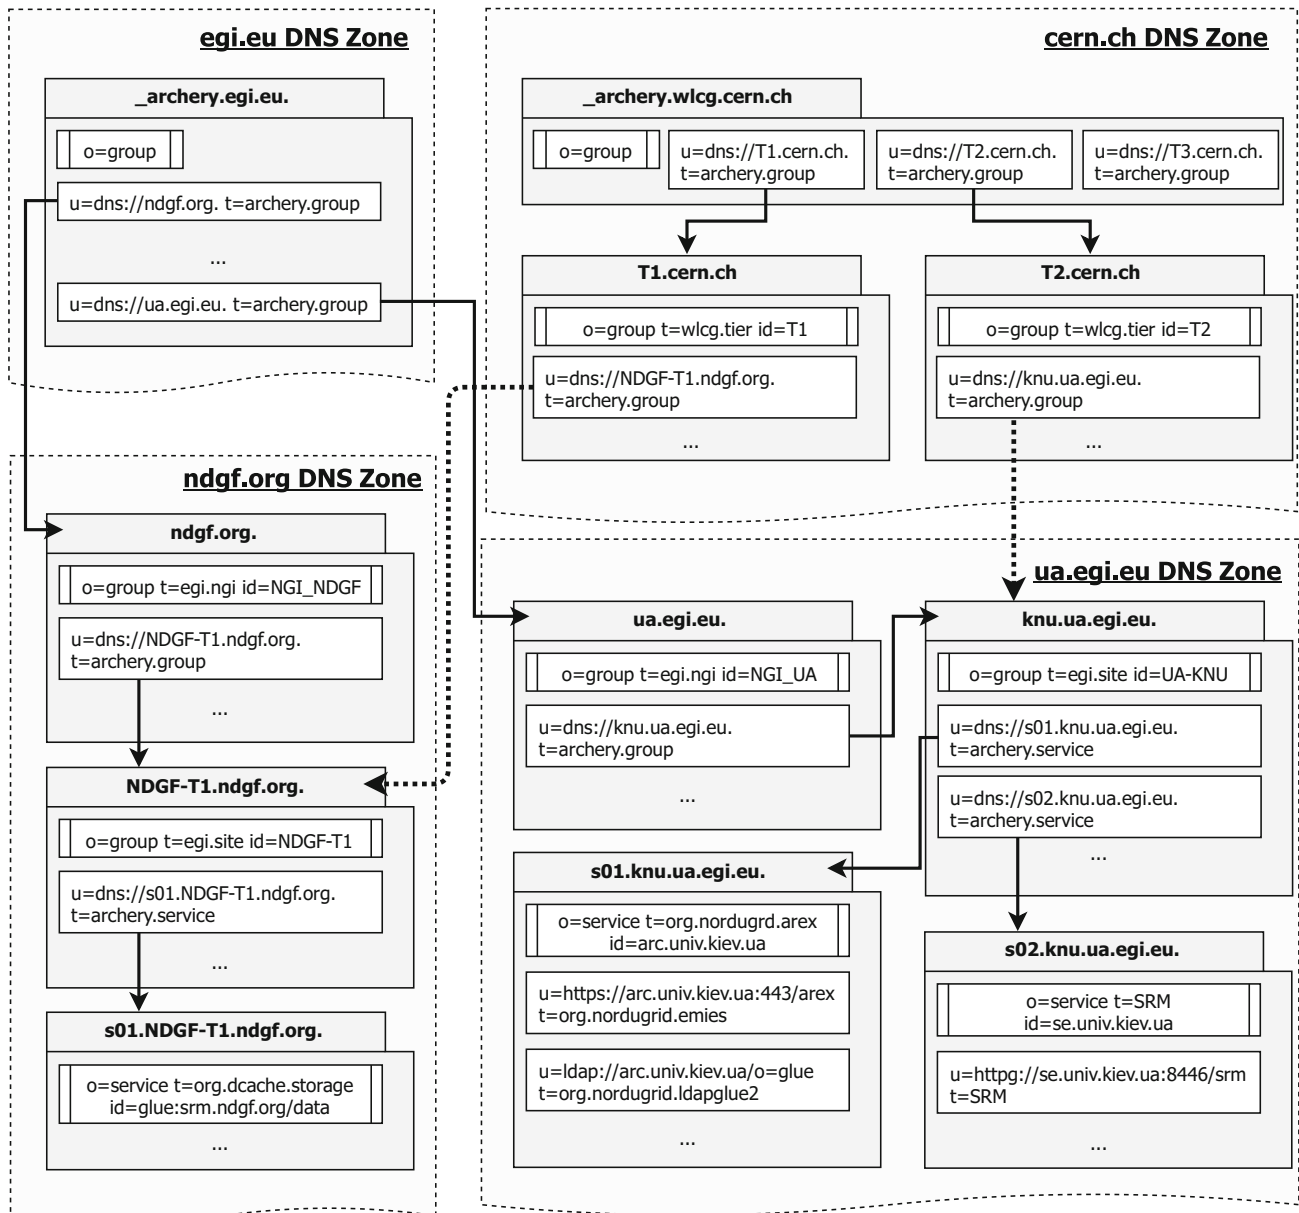 egi.eu DNS Zone
_archery.egi.eu.
o=group
u=dns://ndgf.org. t=archery.group
...
u=dns://ua.egi.eu. t=archery.group
cern.ch DNS Zone
_archery.wlcg.cern.ch
o=group
u=dns://T1.cern.ch.
t=archery.group
u=dns://T2.cern.ch.
t=archery.group
u=dns://T3.cern.ch.
t=archery.group
T1.cern.ch
o=group t=wlcg.tier id=T1
u=dns://NDGF-T1.ndgf.org.
t=archery.group
...
T2.cern.ch
o=group t=wlcg.tier id=T2
u=dns://knu.ua.egi.eu.
t=archery.group
...
ndgf.org DNS Zone
ndgf.org.
o=group t=egi.ngi id=NGI_NDGF
u=dns://NDGF-T1.ndgf.org.
t=archery.group
...
NDGF-T1.ndgf.org.
o=group t=egi.site id=NDGF-T1
u=dns://s01.NDGF-T1.ndgf.org.
t=archery.service
...
s01.NDGF-T1.ndgf.org.
o=service t=org.dcache.storage
id=glue:srm.ndgf.org/data
...
ua.egi.eu DNS Zone
ua.egi.eu.
o=group t=egi.ngi id=NGI_UA
u=dns://knu.ua.egi.eu.
t=archery.group
...
knu.ua.egi.eu.
o=group t=egi.site id=UA-KNU
u=dns://s01.knu.ua.egi.eu.
t=archery.service
u=dns://s02.knu.ua.egi.eu.
t=archery.service
...
s01.knu.ua.egi.eu.
o=service t=org.nordugrd.arex
id=arc.univ.kiev.ua
u=https://arc.univ.kiev.ua:443/arex
t=org.nordugrid.emies
u=ldap://arc.univ.kiev.ua/o=glue
t=org.nordugrid.ldapglue2
...
s02.knu.ua.egi.eu.
o=service t=SRM
id=se.univ.kiev.ua
u=httpg://se.univ.kiev.ua:8446/srm
t=SRM
...